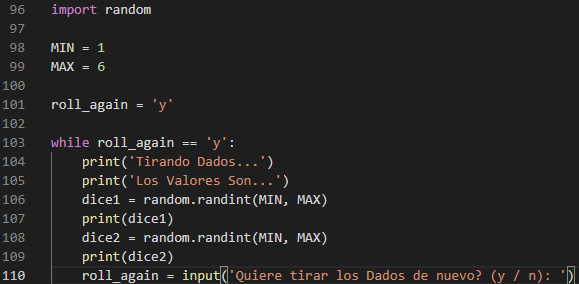 96 import random
97
98 MIN = 1
99 MAX = 6
100
101 roll_again = 'y'
102
103 while roll_again == 'y':
104     print('Tirando Dados...')
105     print('Los Valores Son...')
106     dice1 = random.randint(MIN, MAX)
107     print(dice1)
108     dice2 = random.randint(MIN, MAX)
109     print(dice2)
110     roll_again = input('Quiere tirar los Dados de nuevo? (y / n): ')